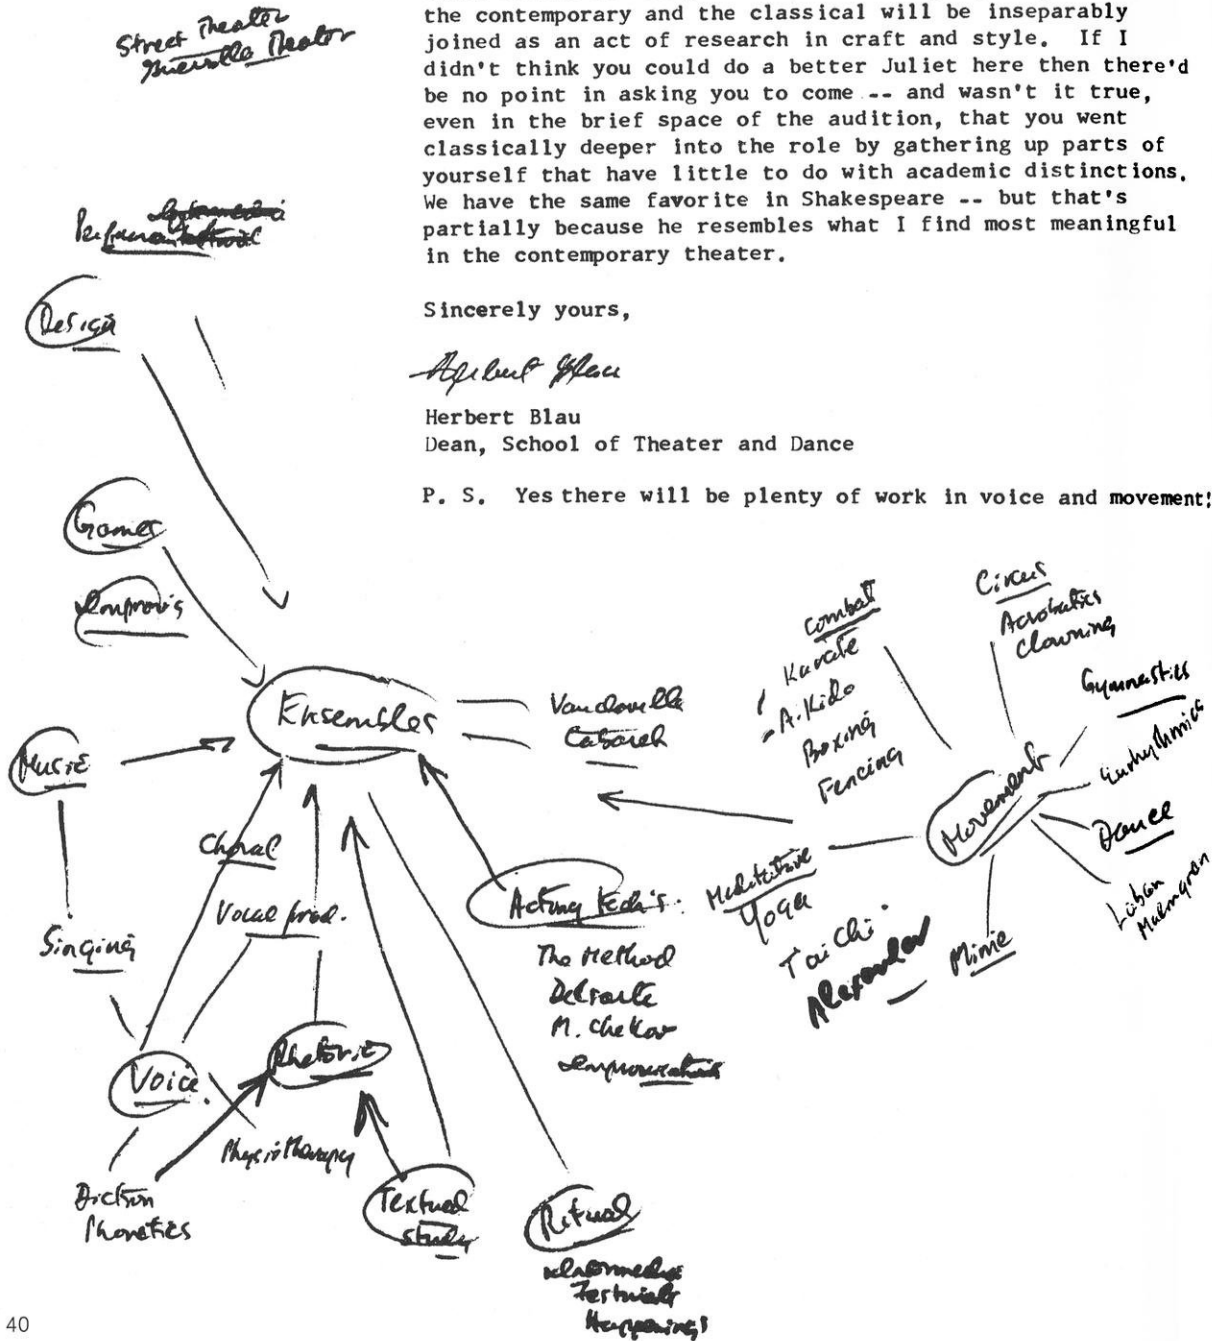 Street Theater
Guerilla Theater
the contemporary and the classical will be inseparably
joined as an act of research in craft and style. If I
didn't think you could do a better Juliet here then there'd
be no point in asking you to come -- and wasn't it true,
even in the brief space of the audition, that you went
classically deeper into the role by gathering up parts of
yourself that have little to do with academic distinctions.
We have the same favorite in Shakespeare -- but that's
partially because he resembles what I find most meaningful
in the contemporary theater.
Sincerely yours,
Herbert Blau
Herbert Blau
Dean, School of Theater and Dance
P. S. Yes there will be plenty of work in voice and movement!
Design
Games
Improvis
Ensembles
Vaudeville
Cabaret
Music
Choral
Vocal prod.
Singing
Voice
Rhetoric
Physiotherapy
Diction
Phonetics
Textual
Study
Ritual
Intermedia
Festivals
Happenings
Acting Tech's.
The Method
Delsarte
M. Chekov
Improvisation
Combat
Karate
Aikido
Boxing
Fencing
Circus
Acrobatics
Clowning
Gymnastics
Eurhythmics
Movement
Dance
Laban
Malmgren
Mime
Meditative
Yoga
Tai Chi
Alexander
40